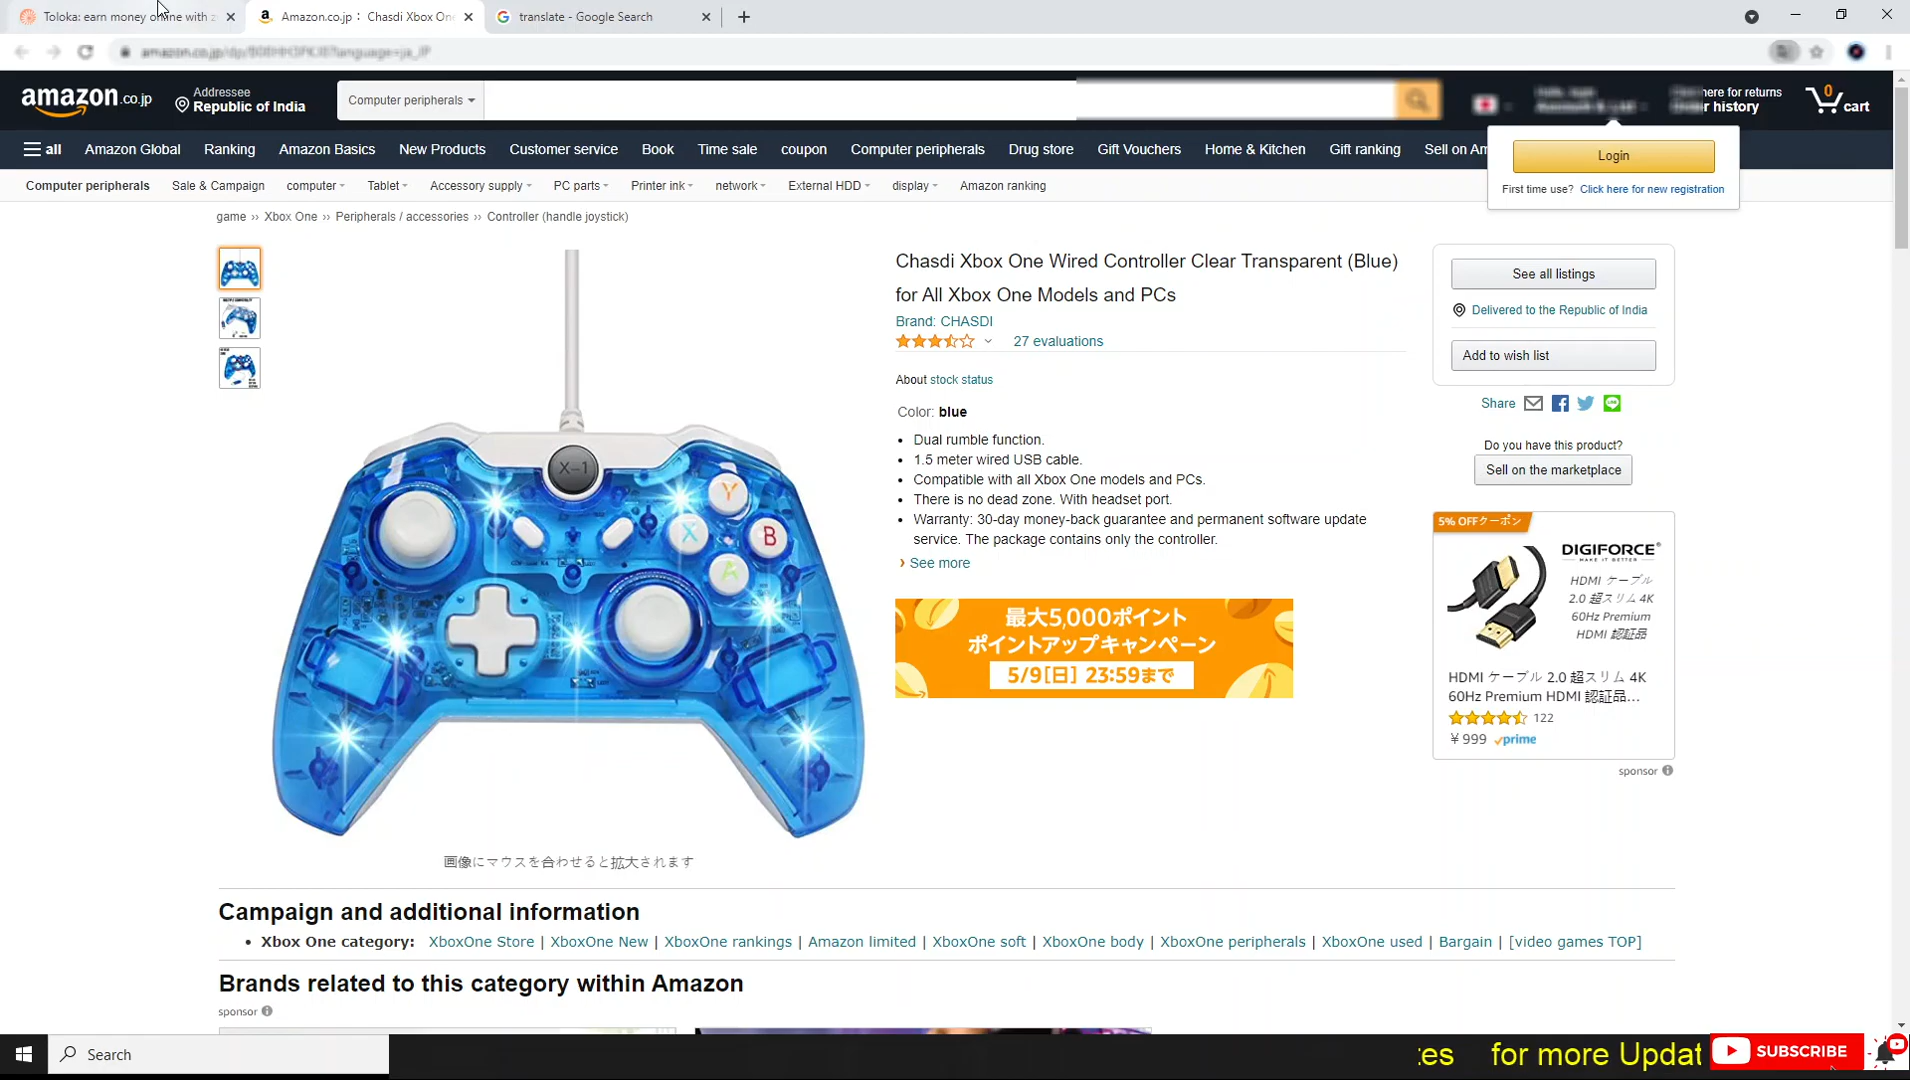 Toloka: earn money online with
Amazon.co.jp： Chasdi Xbox One
translate - Google Search
amazon.co.jp
Addressee
Republic of India
Computer peripherals
here for returns
Order history
0
cart
all
Amazon Global
Ranking
Amazon Basics
New Products
Customer service
Book
Time sale
coupon
Computer peripherals
Drug store
Gift Vouchers
Home & Kitchen
Gift ranking
Sell on Am
Login
First time use? Click here for new registration
Computer peripherals
Sale & Campaign
computer
Tablet
Accessory supply
PC parts
Printer ink
network
External HDD
display
Amazon ranking
game ›› Xbox One ›› Peripherals / accessories ›› Controller (handle joystick)
X-1
Y
X
B
A
画像にマウスを合わせると拡大されます
Chasdi Xbox One Wired Controller Clear Transparent (Blue)
for All Xbox One Models and PCs
Brand: CHASDI
27 evaluations
About stock status
Color: blue
• Dual rumble function.
• 1.5 meter wired USB cable.
• Compatible with all Xbox One models and PCs.
• There is no dead zone. With headset port.
• Warranty: 30-day money-back guarantee and permanent software update
service. The package contains only the controller.
› See more
最大5,000ポイント
ポイントアップキャンペーン
5/9[日] 23:59まで
See all listings
Delivered to the Republic of India
Add to wish list
Share
Do you have this product?
Sell on the marketplace
5% OFFクーポン
DIGIFORCE
MAKE IT BETTER
HDMI ケーブル
2.0 超スリム 4K
60Hz Premium
HDMI 認証品
HDMI ケーブル 2.0 超スリム 4K
60Hz Premium HDMI 認証品...
122
￥999 prime
sponsor
Campaign and additional information
• Xbox One category: XboxOne Store | XboxOne New | XboxOne rankings | Amazon limited | XboxOne soft | XboxOne body | XboxOne peripherals | XboxOne used | Bargain | [video games TOP]
Brands related to this category within Amazon
sponsor
Search
tes for more Updat
SUBSCRIBE